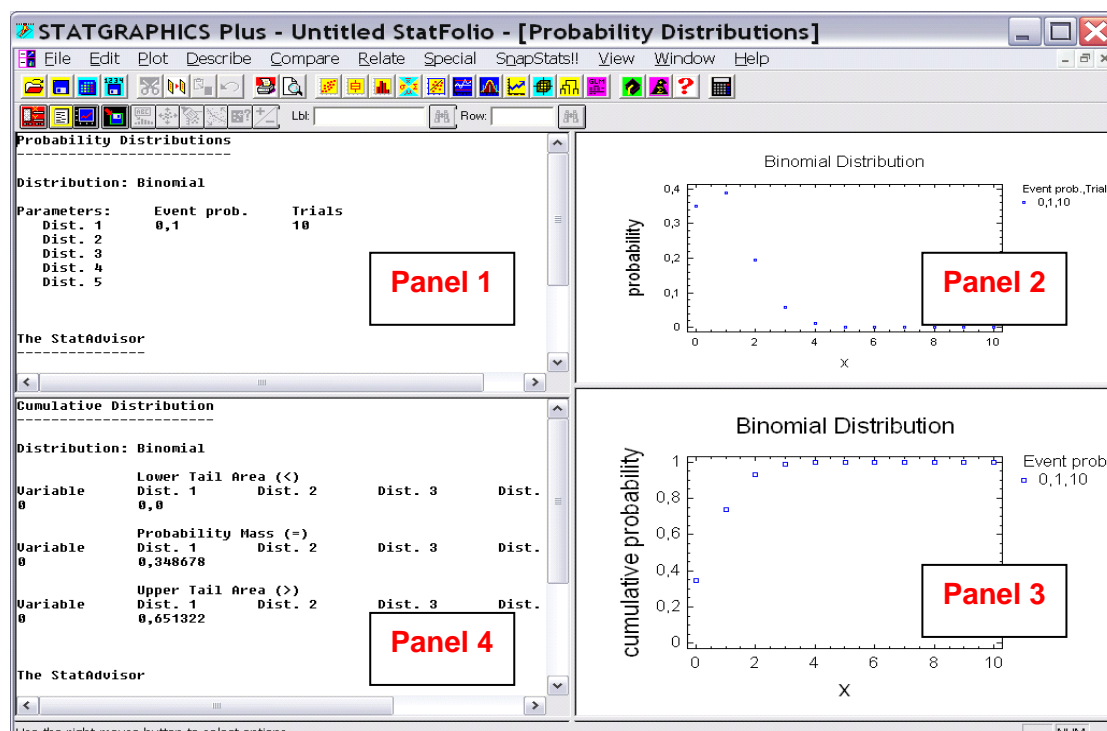 STATGRAPHICS Plus - Untitled StatFolio - [Probability Distributions]
File Edit Plot Describe Compare Relate Special SnapStats!! View Window Help
Lbl: Row:
Probability Distributions
-------------------------
Distribution: Binomial
Parameters: Event prob. Trials
Dist. 1 0,1 10
Dist. 2
Dist. 3
Dist. 4
Dist. 5
Panel 1
The StatAdvisor
---------------
Binomial Distribution
Event prob.,Trial
0,1,10
probability
0,4
0,3
0,2
0,1
0
0 2 4 6 8 10
X
Panel 2
Cumulative Distribution
-----------------------
Distribution: Binomial
Lower Tail Area (<)
Variable Dist. 1 Dist. 2 Dist. 3 Dist.
0 0,0
Probability Mass (=)
Variable Dist. 1 Dist. 2 Dist. 3 Dist.
0 0,348678
Upper Tail Area (>)
Variable Dist. 1 Dist. 2 Dist. 3 Dist.
0 0,651322
Panel 4
The StatAdvisor
Binomial Distribution
Event prob
0,1,10
cumulative probability
1
0,8
0,6
0,4
0,2
0
0 2 4 6 8 10
X
Panel 3